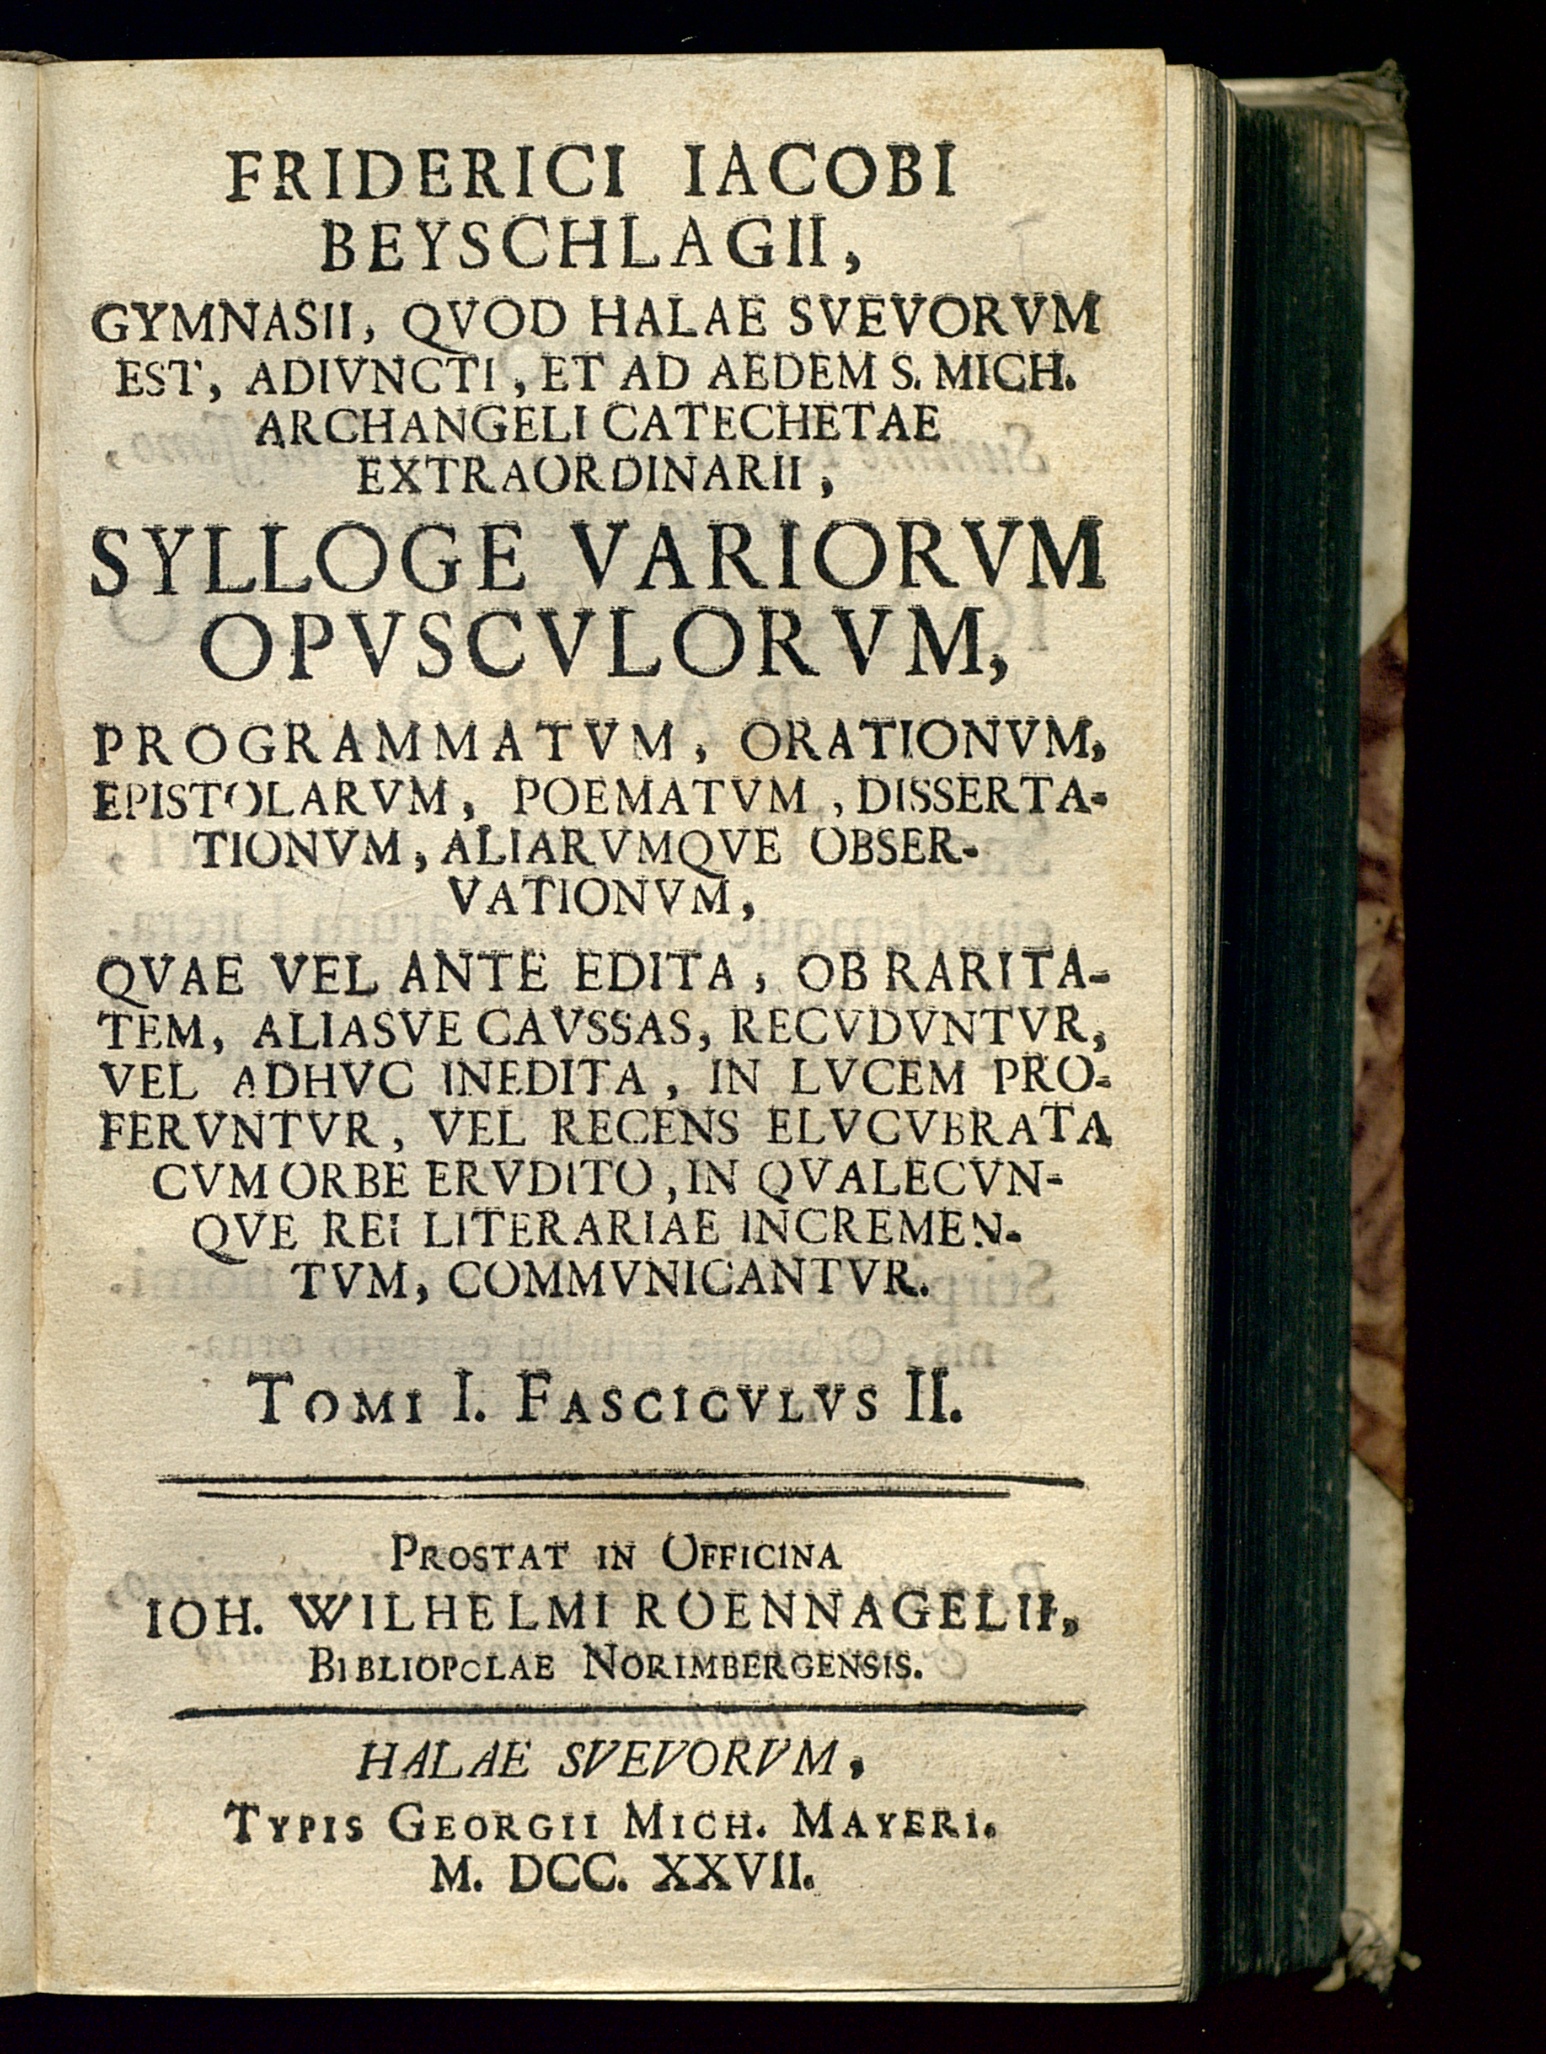 FRIDERICI IACOBI
BEYSCHLAGII,
GYMNASII, QVOD HALAE SVEVORVM
EST, ADIVNCTI, ET AD AEDEM S. MICH.
ARCHANGELI CATECHETAE
EXTRAORDINARII,
SYLLOGE VARIORVM
OPVSCVLORVM,
PROGRAMMATVM, ORATIONVM,
EPISTOLARVM, POEMATVM, DISSERTA-
TIONVM, ALIARVMQVE OBSER-
VATIONVM,
QVAE VEL ANTE EDITA, OB RARITA-
TEM, ALIASVE CAVSSAS, RECVDVNTVR,
VEL ADHVC INEDITA, IN LVCEM PRO-
FERVNTVR, VEL RECENS ELVCVBRATA
CVM ORBE ERVDITO, IN QVALECVN-
QVE REI LITERARIAE INCREMEN-
TVM, COMMVNICANTVR.
TOMI I. FASCICVLVS II.
PROSTAT IN OFFICINA
IOH. WILHELMI ROENNAGELII,
BIBLIOPOLAE NORIMBERGENSIS.
HALAE SVEVORVM,
TYPIS GEORGII MICH. MAYERI.
M. DCC. XXVII.